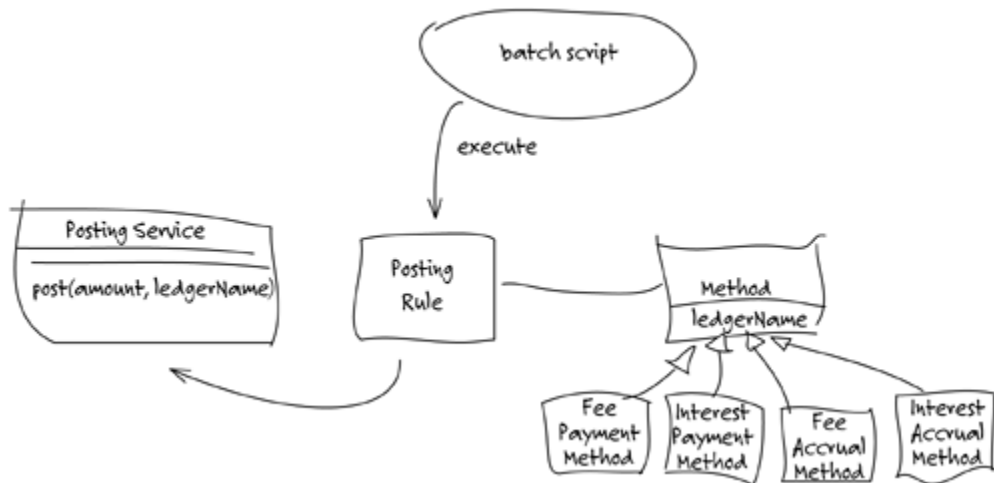 batch script
execute
Posting Service
post(amount, ledgerName)
Posting
Rule
Method
ledgerName
Fee
Payment
Method
Interest
Payment
Method
Fee
Accrual
Method
Interest
Accrual
Method